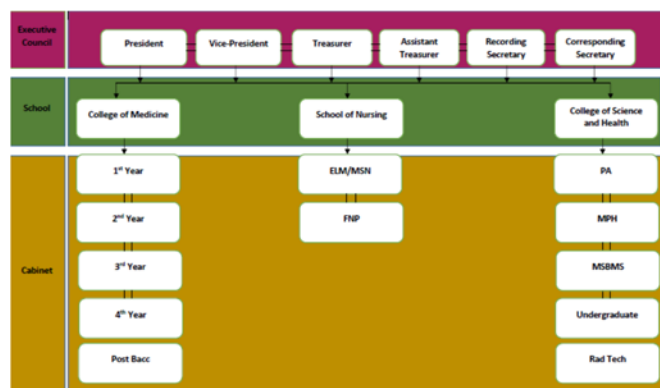 Executive
Council
President
Vice-President
Treasurer
Assistant
Treasurer
Recording
Secretary
Corresponding
Secretary
School
College of Medicine
School of Nursing
College of Science
and Health
Cabinet
1st Year
ELM/MSN
PA
2nd Year
FNP
MPH
3rd Year
MSBMS
4th Year
Undergraduate
Post Bacc
Rad Tech